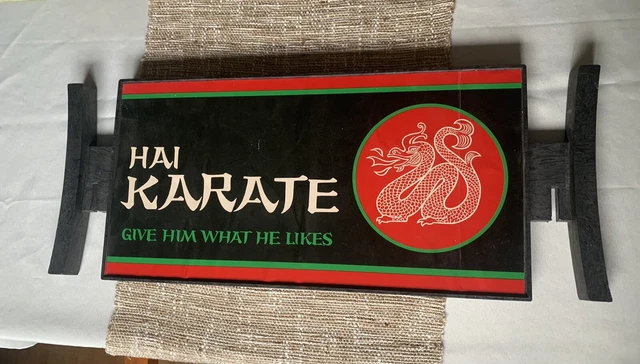 HAI
KARATE
GIVE HIM WHAT HE LIKES